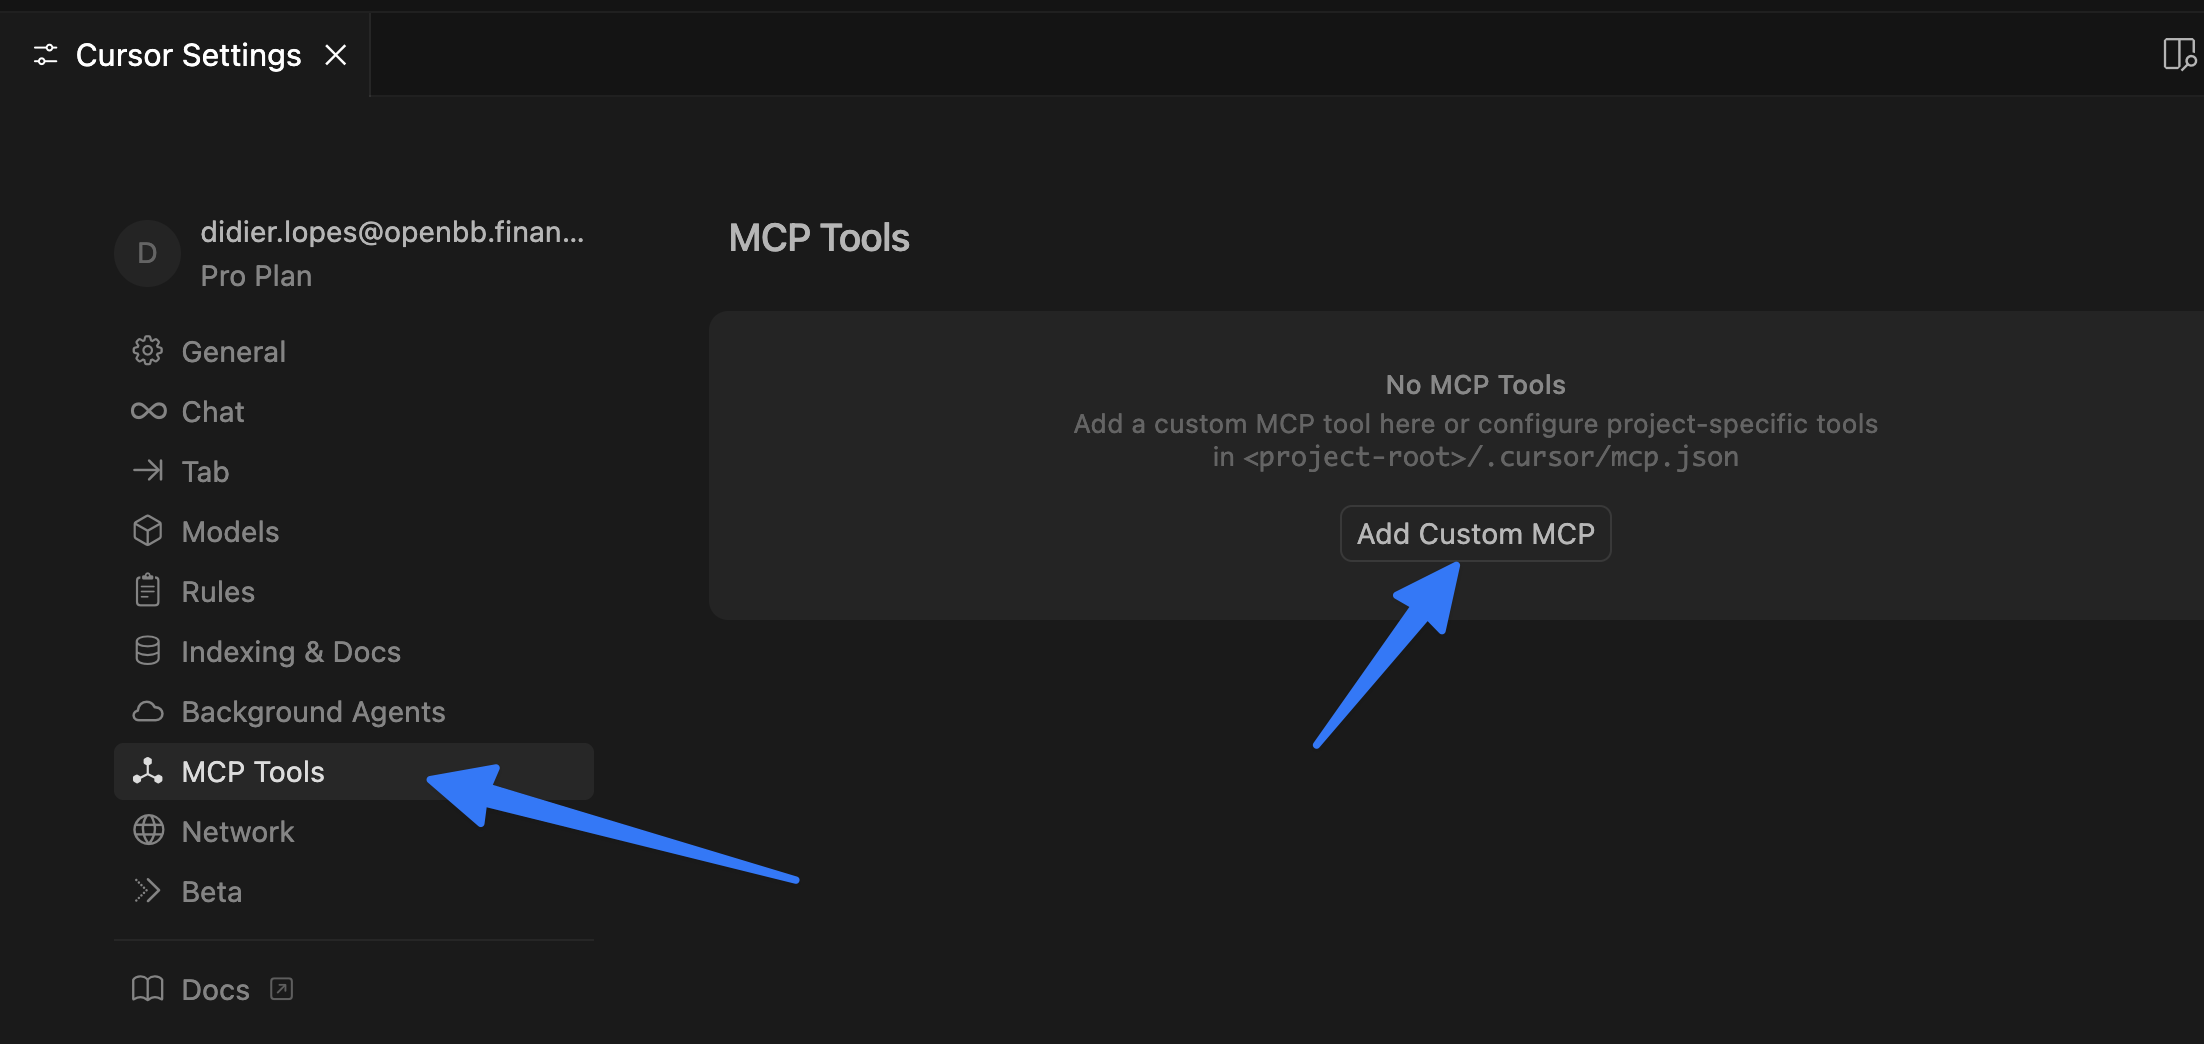 Cursor Settings
D
didier.lopes@openbb.finan...
Pro Plan
General
Chat
Tab
Models
Rules
Indexing & Docs
Background Agents
MCP Tools
Network
Beta
Docs
MCP Tools
No MCP Tools
Add a custom MCP tool here or configure project-specific tools
in <project-root>/.cursor/mcp.json
Add Custom MCP